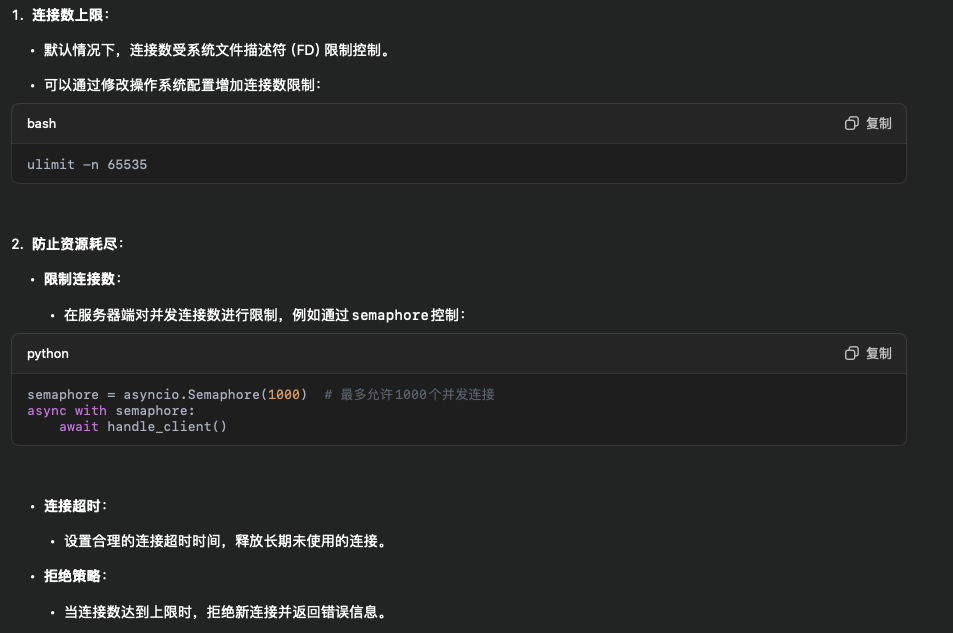 1. 连接数上限：
• 默认情况下，连接数受系统文件描述符 (FD) 限制控制。
• 可以通过修改操作系统配置增加连接数限制：
bash 复制
ulimit -n 65535
2. 防止资源耗尽：
• 限制连接数：
• 在服务器端对并发连接数进行限制，例如通过 semaphore 控制：
python 复制
semaphore = asyncio.Semaphore(1000)  # 最多允许1000个并发连接
async with semaphore:
    await handle_client()
• 连接超时：
• 设置合理的连接超时时间，释放长期未使用的连接。
• 拒绝策略：
• 当连接数达到上限时，拒绝新连接并返回错误信息。